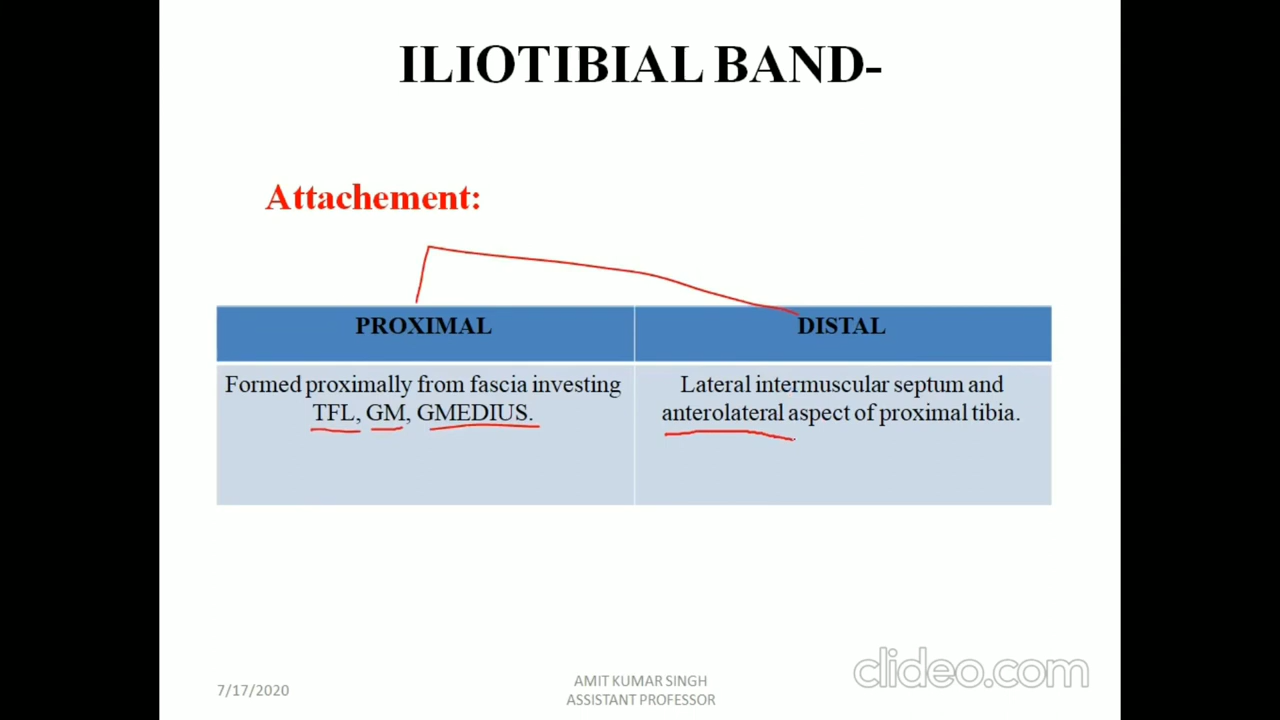 ILIOTIBIAL BAND-
Attachement:
PROXIMAL
DISTAL
Formed proximally from fascia investing
TFL, GM, GMEDIUS.
Lateral intermuscular septum and
anterolateral aspect of proximal tibia.
7/17/2020
AMIT KUMAR SINGH
ASSISTANT PROFESSOR
clideo.com